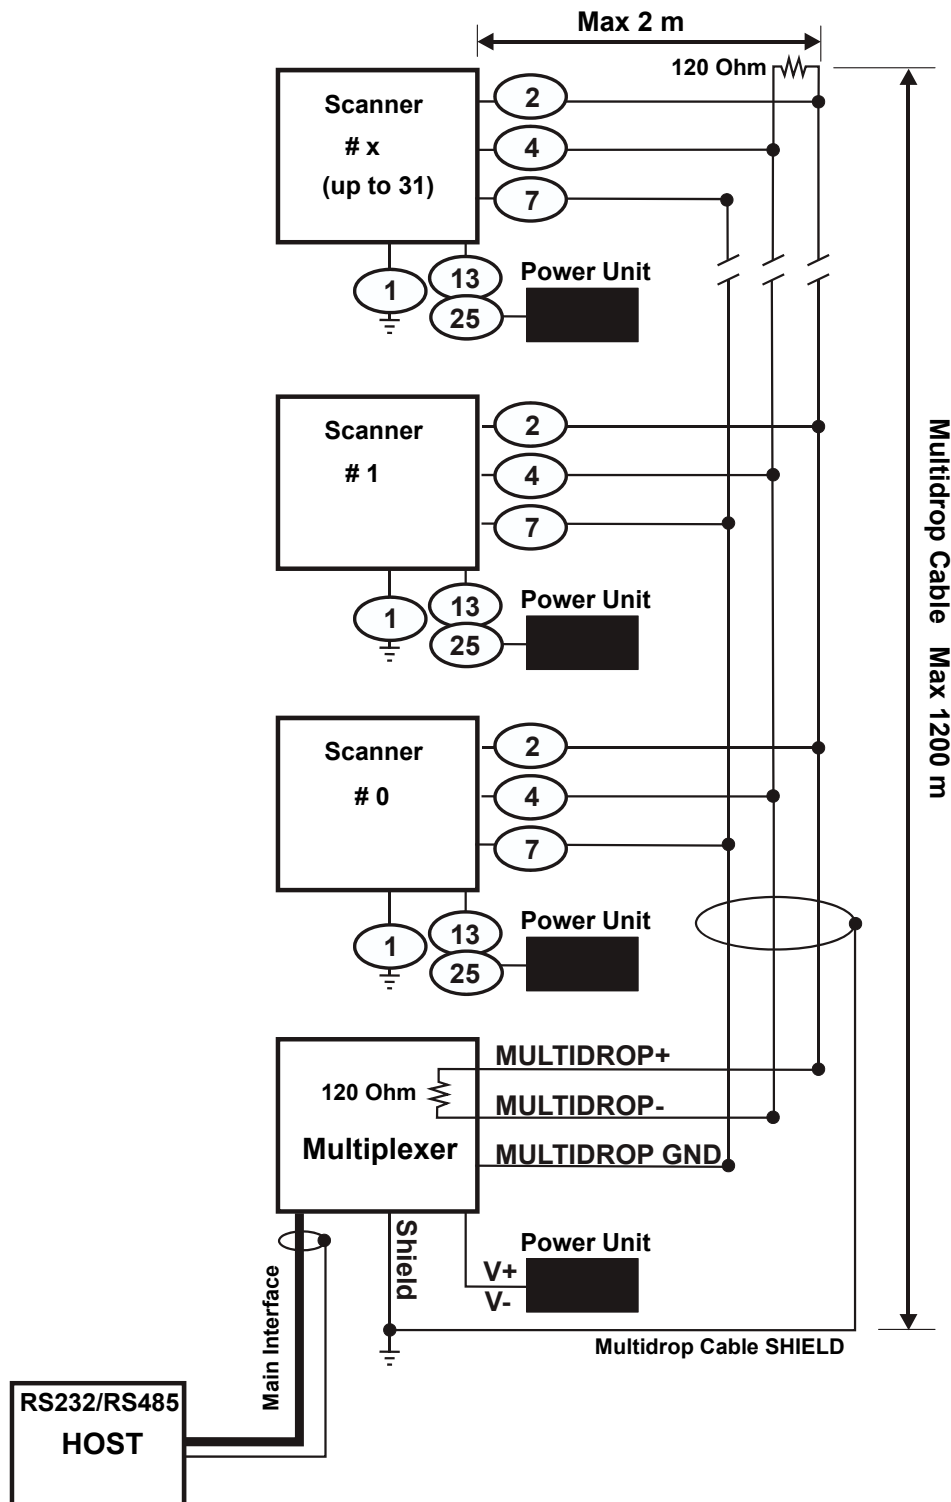 Max 2 m
120 Ohm
Scanner
# x
(up to 31)
2
4
7
1
13
25
Power Unit
Scanner
# 1
2
4
7
1
13
25
Power Unit
Scanner
# 0
2
4
7
1
13
25
Power Unit
Multidrop Cable Max 1200 m
120 Ohm
Multiplexer
MULTIDROP+
MULTIDROP-
MULTIDROP GND
Main Interface
Shield
V+
V-
Power Unit
Multidrop Cable SHIELD
RS232/RS485
HOST